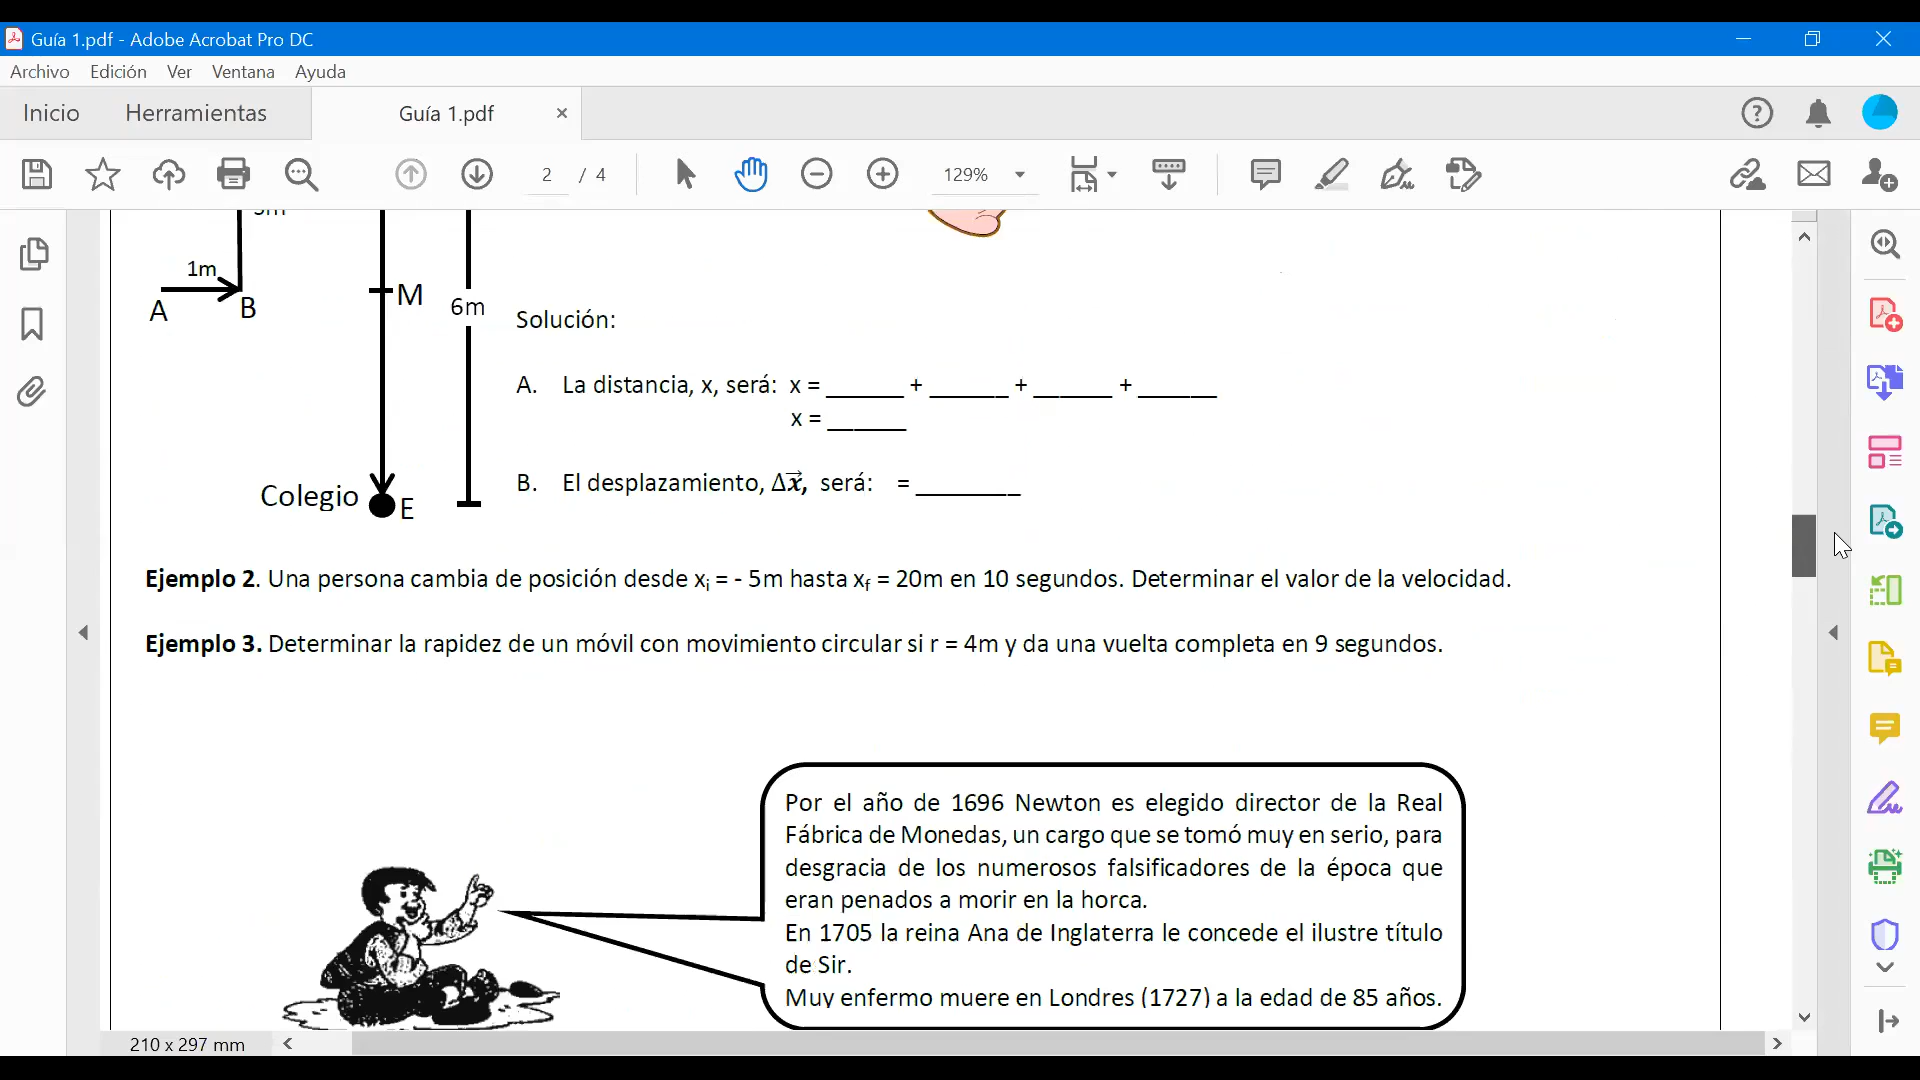 Guía 1.pdf - Adobe Acrobat Pro DC
Archivo Edición Ver Ventana Ayuda
Inicio Herramientas Guía 1.pdf ×
2 / 4 129%
1m
A B M 6m
Solución:
A. La distancia, x, será: x = ______ + ______ + ______ + ______
x = ______
B. El desplazamiento, Δx⃗, será: = ________
Colegio E
Ejemplo 2. Una persona cambia de posición desde xᵢ = - 5m hasta x_f = 20m en 10 segundos. Determinar el valor de la velocidad.
Ejemplo 3. Determinar la rapidez de un móvil con movimiento circular si r = 4m y da una vuelta completa en 9 segundos.
Por el año de 1696 Newton es elegido director de la Real
Fábrica de Monedas, un cargo que se tomó muy en serio, para
desgracia de los numerosos falsificadores de la época que
eran penados a morir en la horca.
En 1705 la reina Ana de Inglaterra le concede el ilustre título
de Sir.
Muy enfermo muere en Londres (1727) a la edad de 85 años.
210 x 297 mm